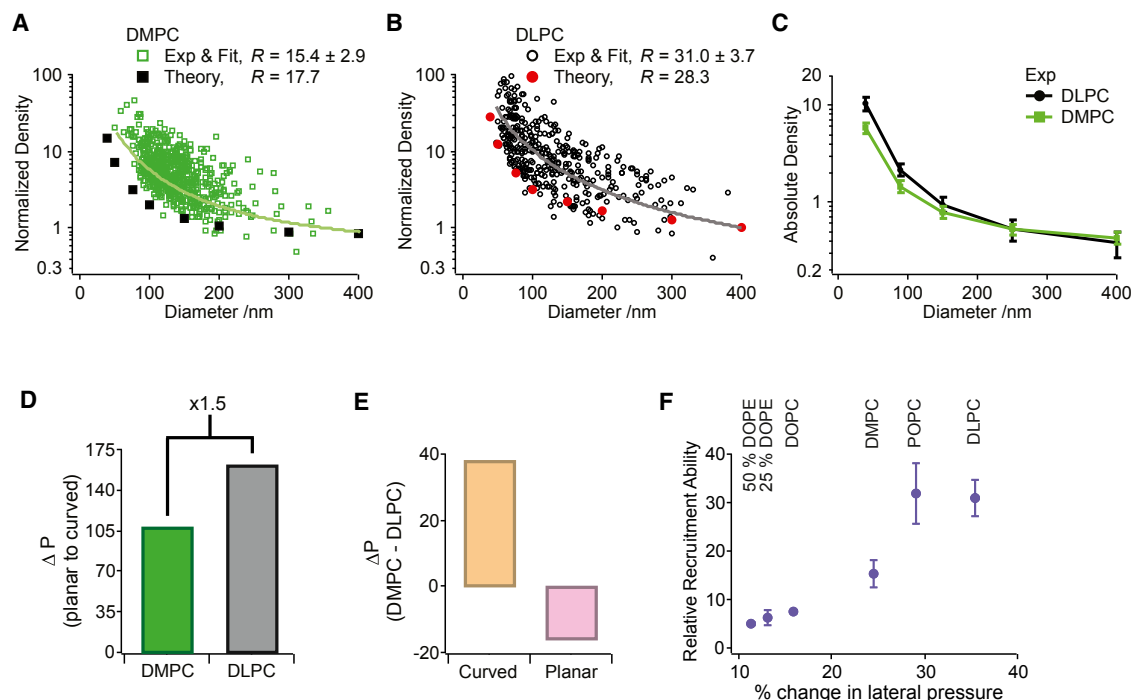 A
DMPC
Exp & Fit, R = 15.4 ± 2.9
Theory, R = 17.7
Normalized Density
100
10
1
0.3
0
100
200
300
400
Diameter /nm
B
DLPC
Exp & Fit, R = 31.0 ± 3.7
Theory, R = 28.3
Normalized Density
100
10
1
0.3
0
100
200
300
400
Diameter /nm
C
Exp
DLPC
DMPC
Absolute Density
20
10
1
0.2
0
100
200
300
400
Diameter /nm
D
x1.5
Δ P
(planar to curved)
175
140
105
70
35
0
DMPC
DLPC
E
ΔP
(DMPC - DLPC)
40
20
0
-20
Curved
Planar
F
50 % DOPE
25 % DOPE
DOPC
DMPC
POPC
DLPC
Relative Recruitment Ability
40
30
20
10
0
10
20
30
40
% change in lateral pressure